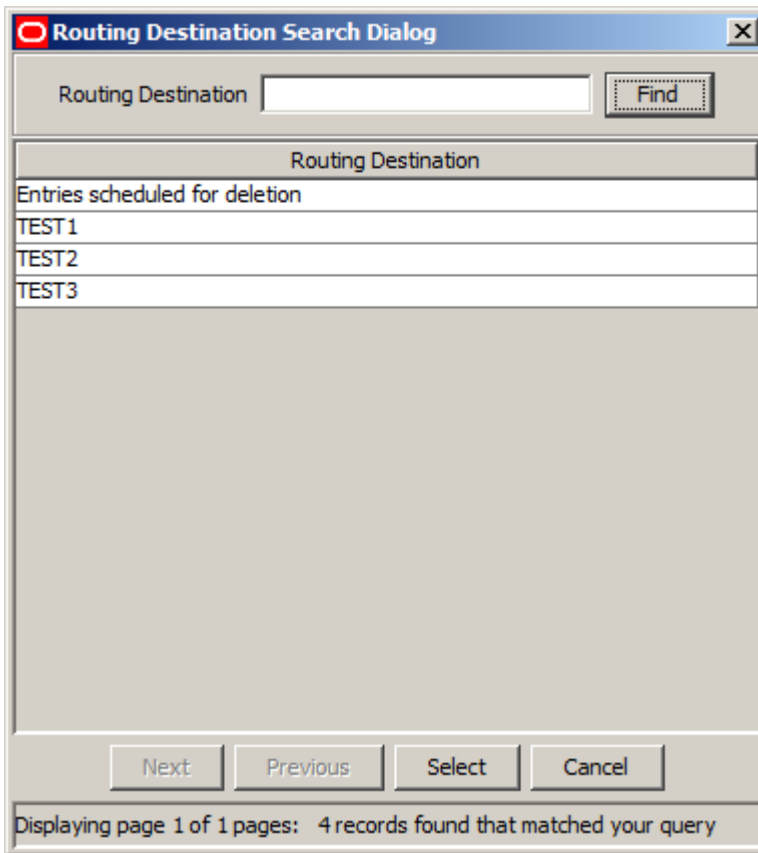 Routing Destination Search Dialog
Routing Destination Find
Routing Destination
Entries scheduled for deletion
TEST1
TEST2
TEST3
Next Previous Select Cancel
Displaying page 1 of 1 pages: 4 records found that matched your query